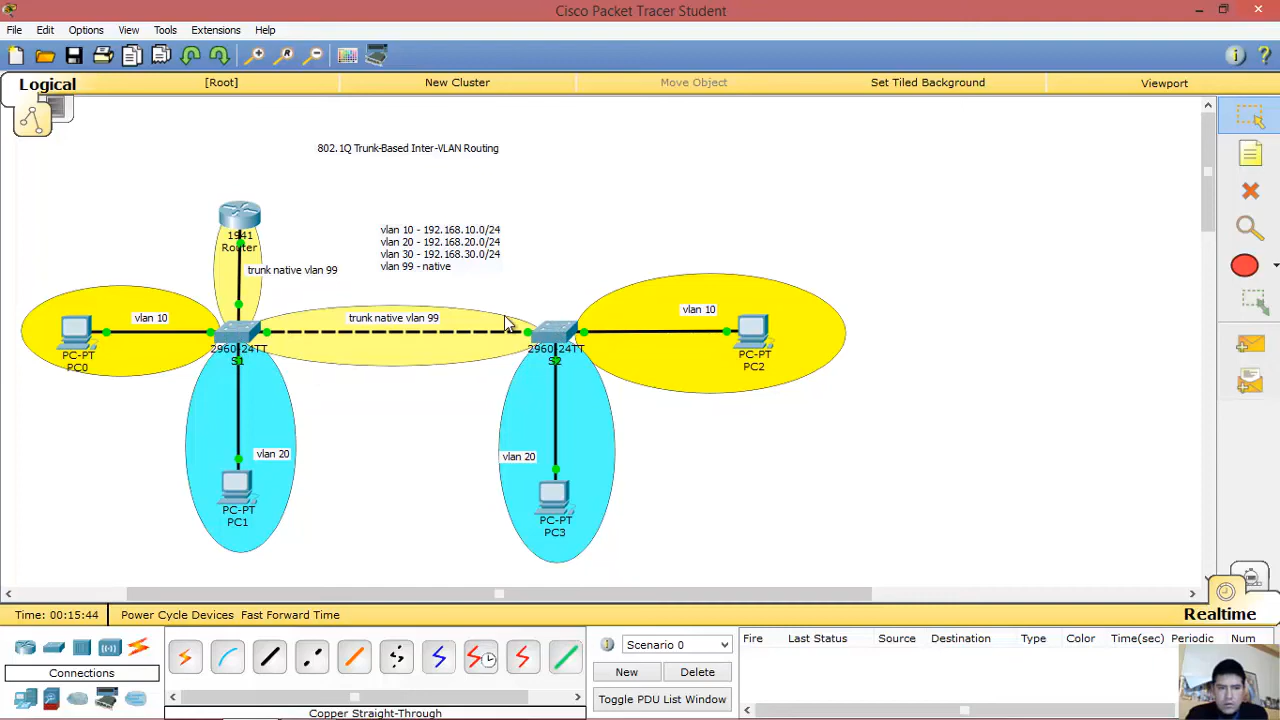 Cisco Packet Tracer Student
File Edit Options View Tools Extensions Help
Logical
[Root]
New Cluster
Move Object
Set Tiled Background
Viewport
802.1Q Trunk-Based Inter-VLAN Routing
1941
Router
vlan 10 - 192.168.10.0/24
vlan 20 - 192.168.20.0/24
vlan 30 - 192.168.30.0/24
vlan 99 - native
trunk native vlan 99
vlan 10
trunk native vlan 99
vlan 10
PC-PT
PC0
2960-24TT
S1
2960-24TT
S2
PC-PT
PC2
vlan 20
vlan 20
PC-PT
PC1
PC-PT
PC3
Time: 00:15:44
Power Cycle Devices Fast Forward Time
Realtime
Connections
Copper Straight-Through
Scenario 0
New
Delete
Toggle PDU List Window
Fire Last Status Source Destination Type Color Time(sec) Periodic Num